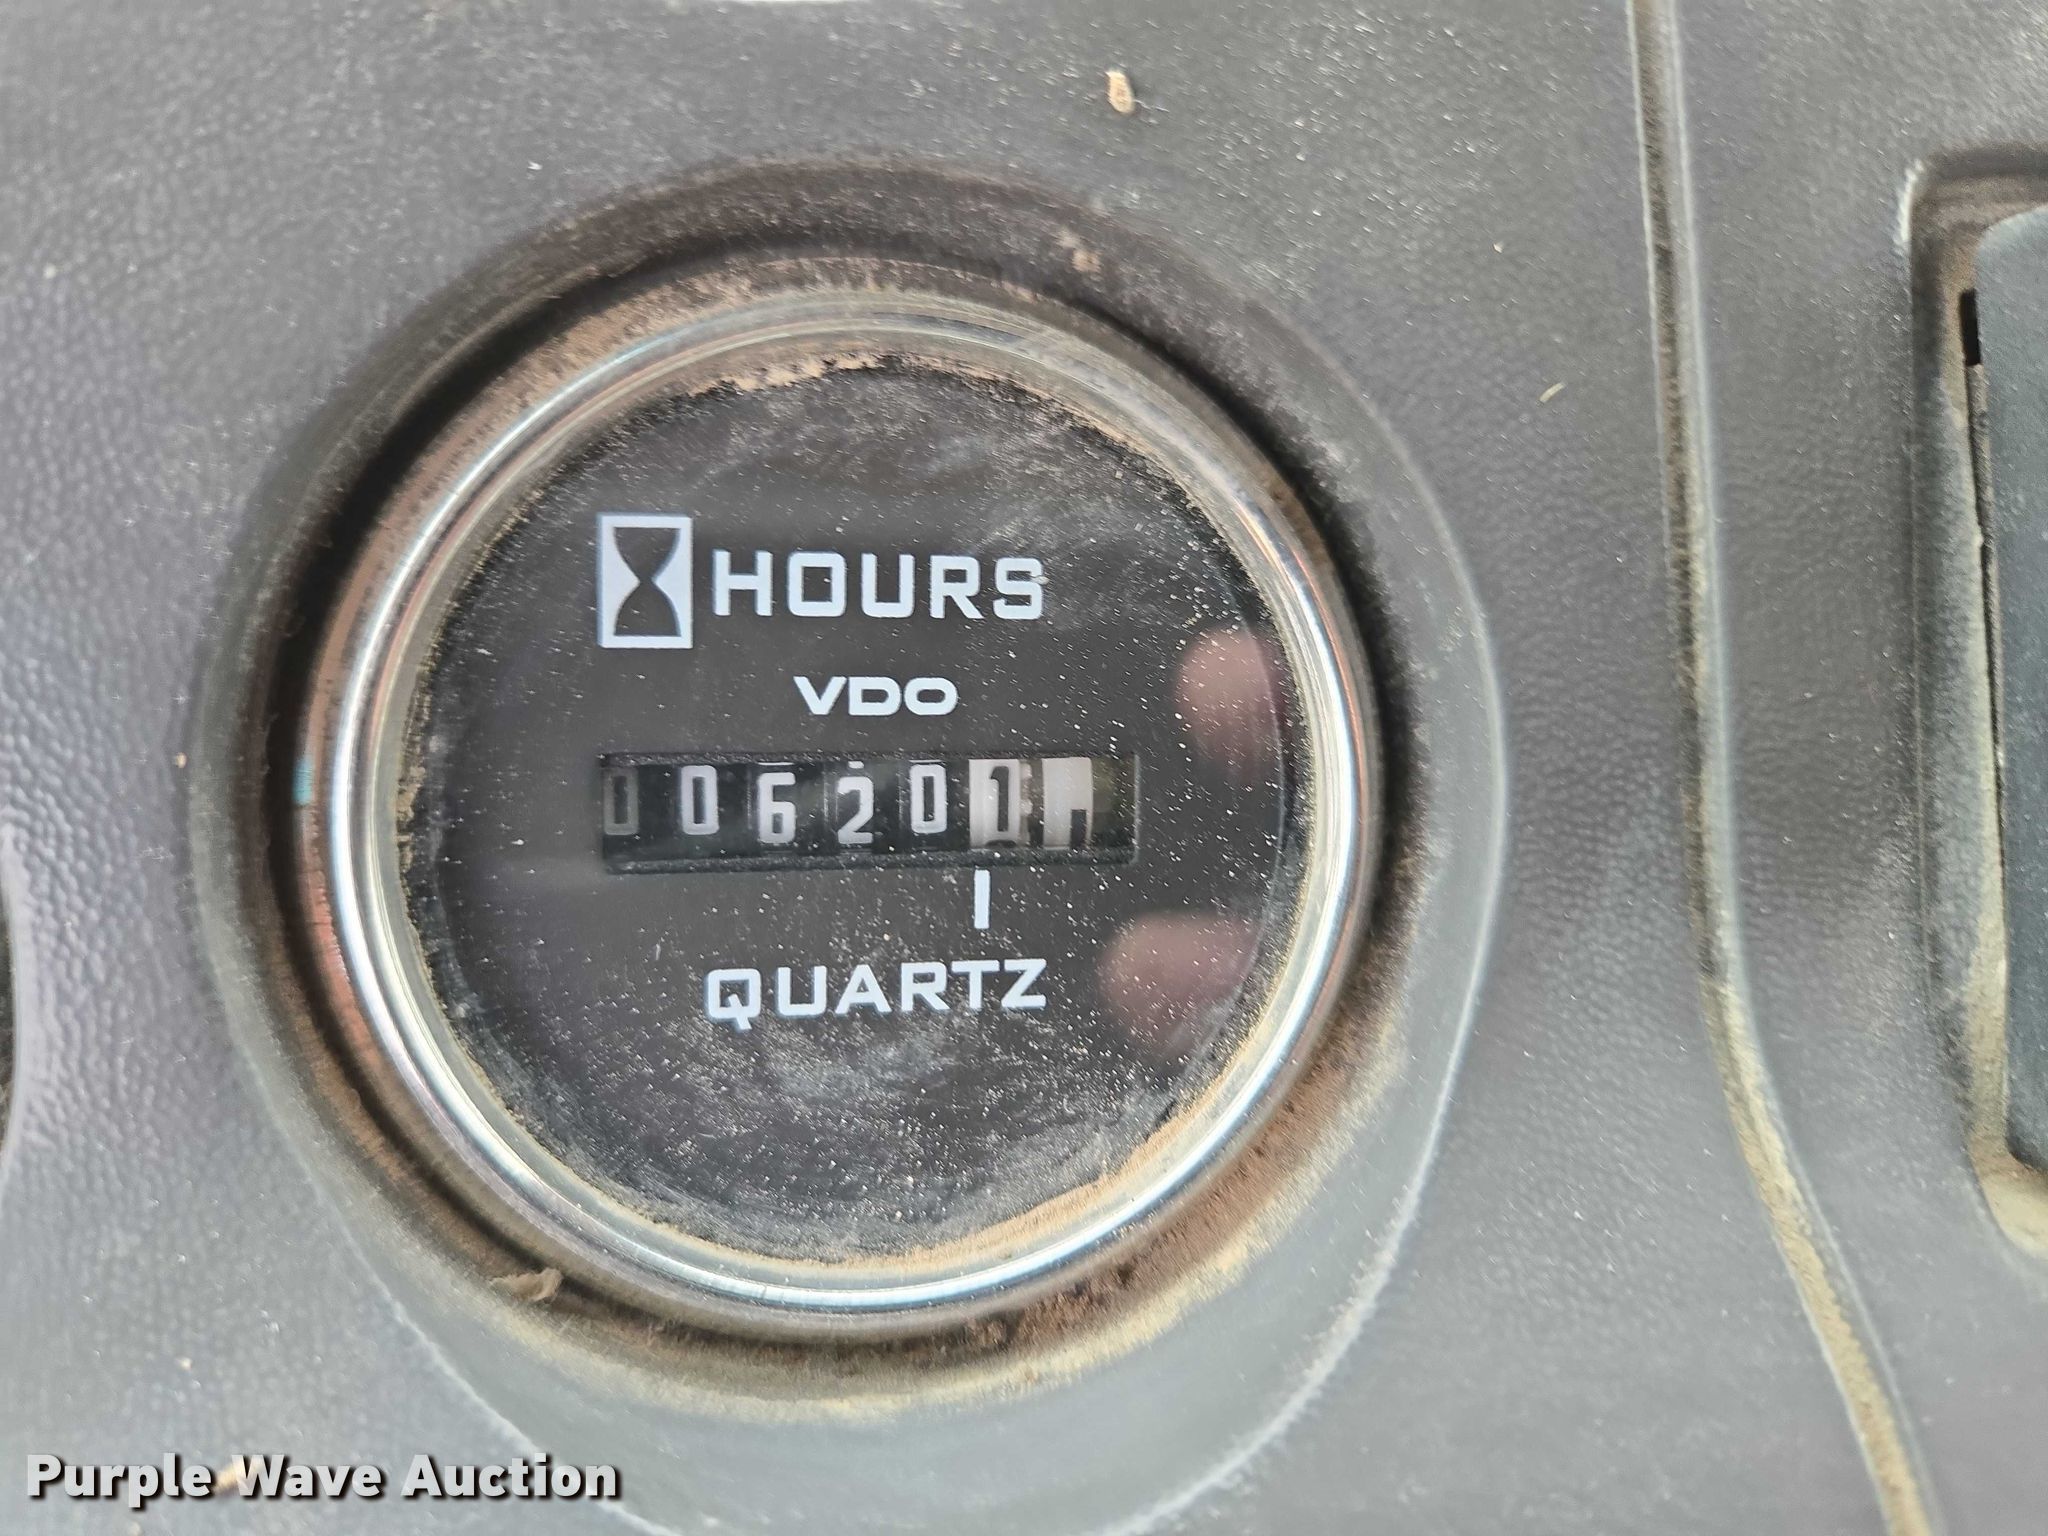 HOURS
VDO
006201
QUARTZ
Purple Wave Auction